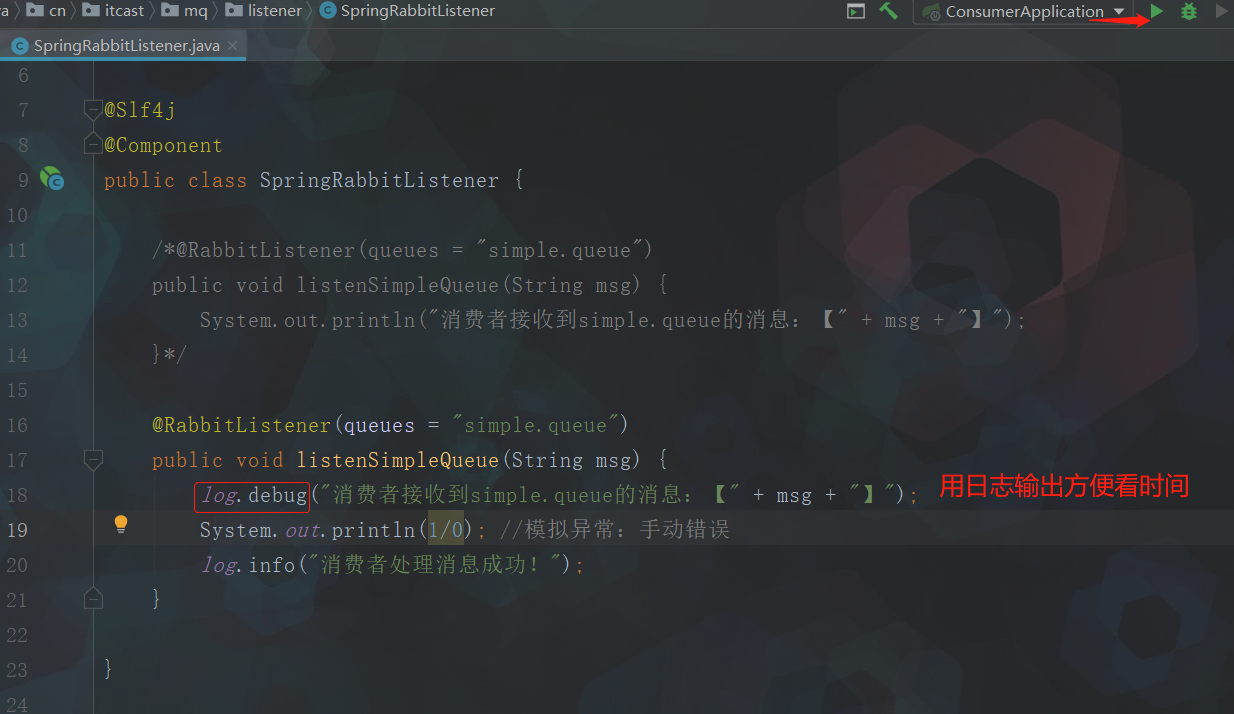 va cn itcast mq listener SpringRabbitListener ConsumerApplication
SpringRabbitListener.java
6
7 @Slf4j
8 @Component
9 public class SpringRabbitListener {
10
11 /*@RabbitListener(queues = "simple.queue")
12 public void listenSimpleQueue(String msg) {
13 System.out.println("消费者接收到simple.queue的消息：【" + msg + "】");
14 }*/
15
16 @RabbitListener(queues = "simple.queue")
17 public void listenSimpleQueue(String msg) {
18 log.debug("消费者接收到simple.queue的消息：【" + msg + "】"); 用日志输出方便看时间
19 System.out.println(1/0); //模拟异常：手动错误
20 log.info("消费者处理消息成功！");
21 }
22
23 }
24